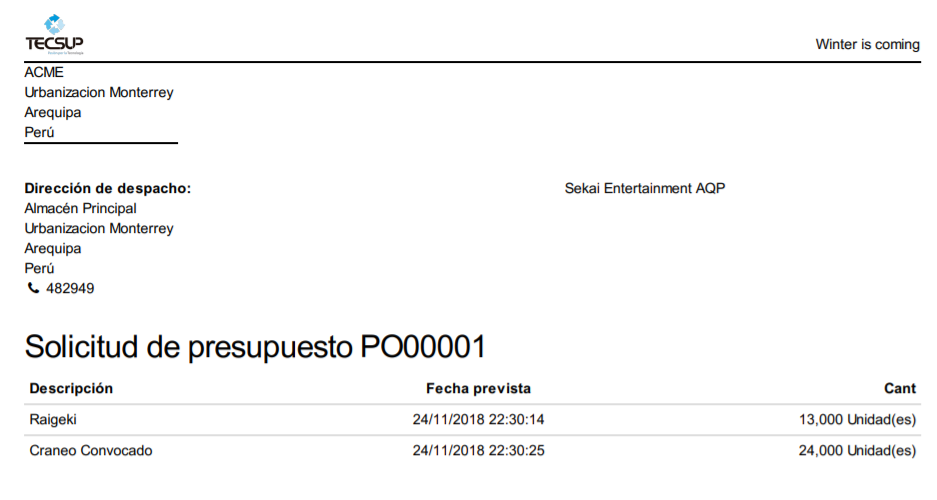 TECSUP
Winter is coming
ACME
Urbanizacion Monterrey
Arequipa
Perú
Dirección de despacho:
Almacén Principal
Urbanizacion Monterrey
Arequipa
Perú
482949
Sekai Entertainment AQP
Solicitud de presupuesto PO00001
Descripción Fecha prevista Cant
Raigeki 24/11/2018 22:30:14 13,000 Unidad(es)
Craneo Convocado 24/11/2018 22:30:25 24,000 Unidad(es)